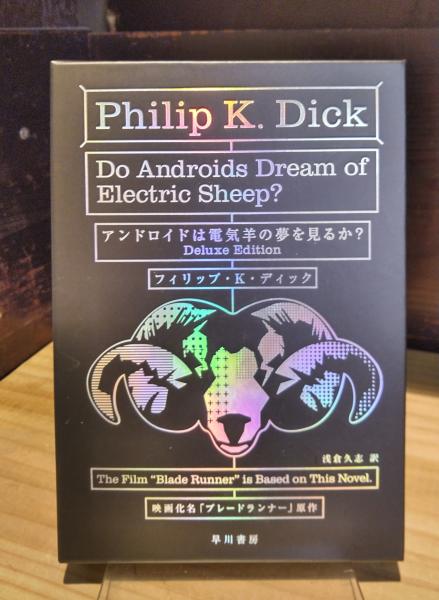 Philip K. Dick
Do Androids Dream of
Electric Sheep?
アンドロイドは電気羊の夢を見るか?
Deluxe Edition
フィリップ・K・ディック
浅倉久志 訳
The Film "Blade Runner" is Based on This Novel.
映画化名「ブレードランナー」原作
早川書房